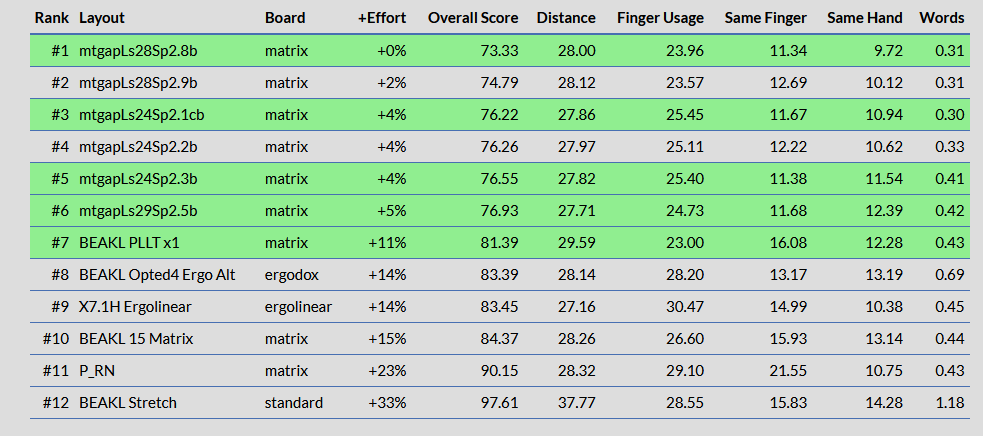 Rank Layout Board +Effort Overall Score Distance Finger Usage Same Finger Same Hand Words
#1 mtgapLs28Sp2.8b matrix +0% 73.33 28.00 23.96 11.34 9.72 0.31
#2 mtgapLs28Sp2.9b matrix +2% 74.79 28.12 23.57 12.69 10.12 0.31
#3 mtgapLs24Sp2.1cb matrix +4% 76.22 27.86 25.45 11.67 10.94 0.30
#4 mtgapLs24Sp2.2b matrix +4% 76.26 27.97 25.11 12.22 10.62 0.33
#5 mtgapLs24Sp2.3b matrix +4% 76.55 27.82 25.40 11.38 11.54 0.41
#6 mtgapLs29Sp2.5b matrix +5% 76.93 27.71 24.73 11.68 12.39 0.42
#7 BEAKL PLLT x1 matrix +11% 81.39 29.59 23.00 16.08 12.28 0.43
#8 BEAKL Opted4 Ergo Alt ergodox +14% 83.39 28.14 28.20 13.17 13.19 0.69
#9 X7.1H Ergolinear ergolinear +14% 83.45 27.16 30.47 14.99 10.38 0.45
#10 BEAKL 15 Matrix matrix +15% 84.37 28.26 26.60 15.93 13.14 0.44
#11 P_RN matrix +23% 90.15 28.32 29.10 21.55 10.75 0.43
#12 BEAKL Stretch standard +33% 97.61 37.77 28.55 15.83 14.28 1.18